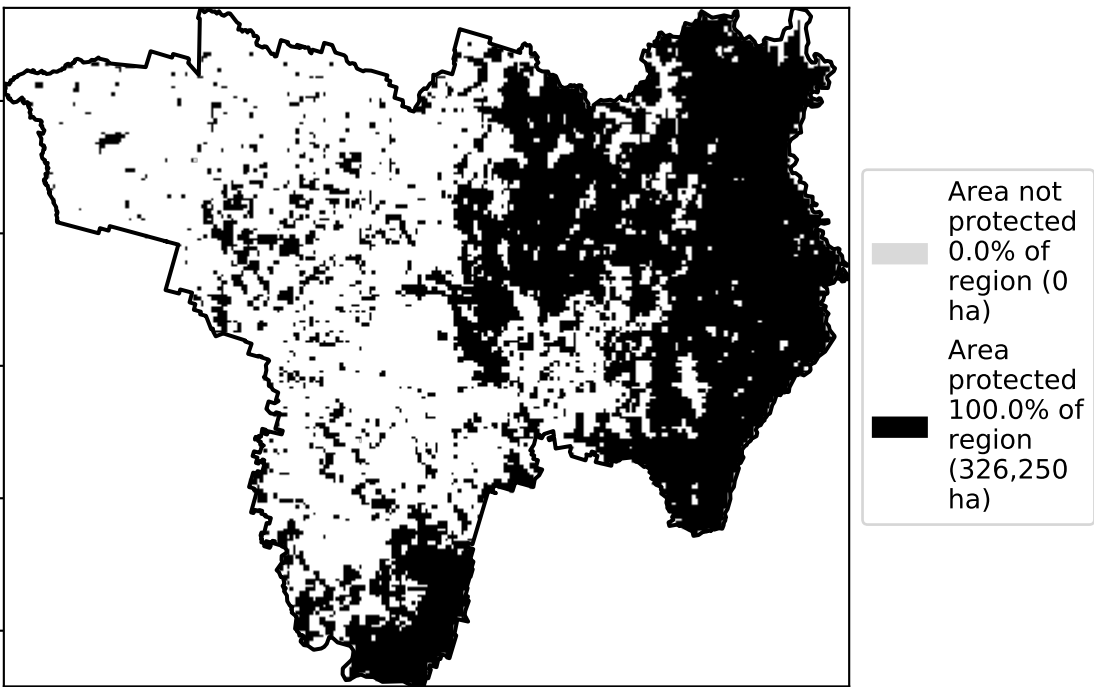 Area not
protected
0.0% of
region (0
ha)
Area
protected
100.0% of
region
(326,250
ha)